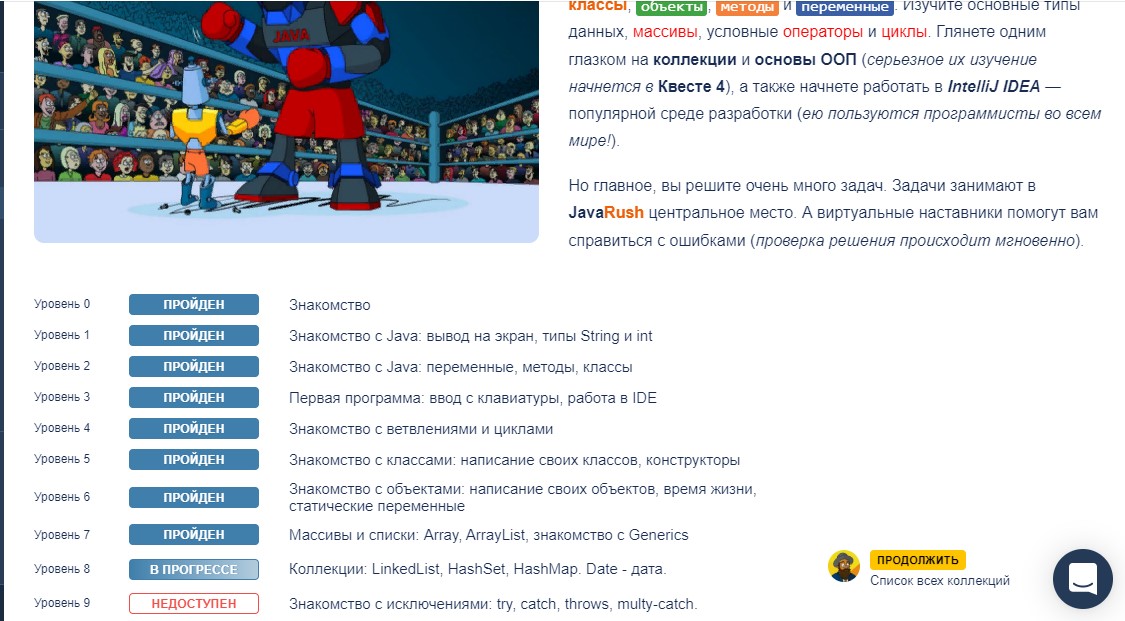 JAVA
классы, объекты, методы и переменные. Изучите основные типы
данных, массивы, условные операторы и циклы. Глянете одним
глазком на коллекции и основы ООП (серьезное их изучение
начнется в Квесте 4), а также начнете работать в IntelliJ IDEA —
популярной среде разработки (ею пользуются программисты во всем
мире!).
Но главное, вы решите очень много задач. Задачи занимают в
JavaRush центральное место. А виртуальные наставники помогут вам
справиться с ошибками (проверка решения происходит мгновенно).
Уровень 0 ПРОЙДЕН Знакомство
Уровень 1 ПРОЙДЕН Знакомство с Java: вывод на экран, типы String и int
Уровень 2 ПРОЙДЕН Знакомство с Java: переменные, методы, классы
Уровень 3 ПРОЙДЕН Первая программа: ввод с клавиатуры, работа в IDE
Уровень 4 ПРОЙДЕН Знакомство с ветвлениями и циклами
Уровень 5 ПРОЙДЕН Знакомство с классами: написание своих классов, конструкторы
Уровень 6 ПРОЙДЕН Знакомство с объектами: написание своих объектов, время жизни,
статические переменные
Уровень 7 ПРОЙДЕН Массивы и списки: Array, ArrayList, знакомство с Generics
Уровень 8 В ПРОГРЕССЕ Коллекции: LinkedList, HashSet, HashMap. Date - дата.
ПРОДОЛЖИТЬ
Список всех коллекций
Уровень 9 НЕДОСТУПЕН Знакомство с исключениями: try, catch, throws, multy-catch.